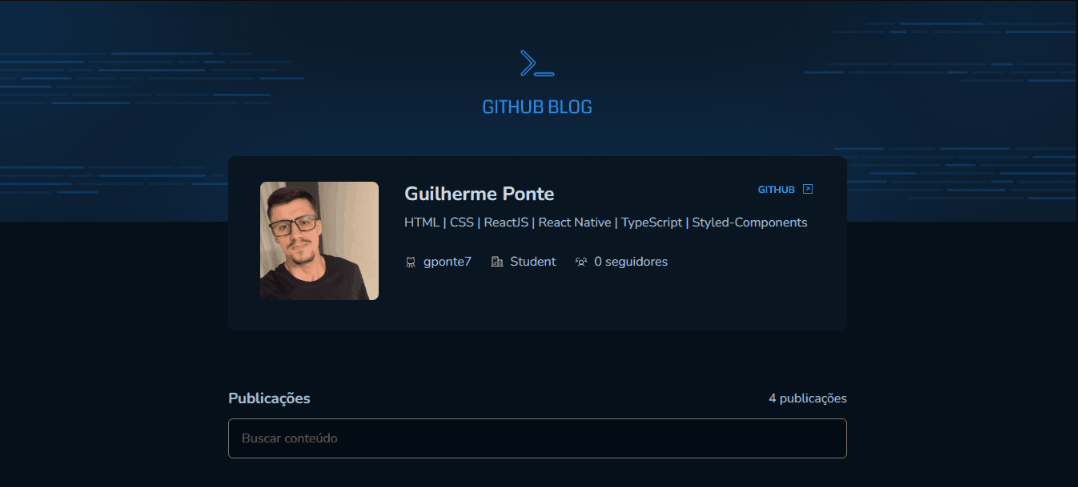 GITHUB BLOG
Guilherme Ponte
GITHUB
HTML | CSS | ReactJS | React Native | TypeScript | Styled-Components
gponte7 Student 0 seguidores
Publicações 4 publicações
Buscar conteúdo